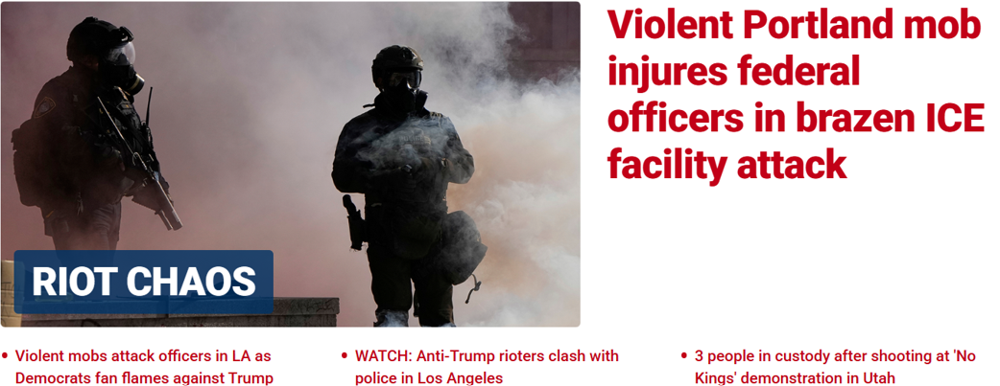 Violent Portland mob
injures federal
officers in brazen ICE
facility attack
RIOT CHAOS
Violent mobs attack officers in LA as
Democrats fan flames against Trump
WATCH: Anti-Trump rioters clash with
police in Los Angeles
3 people in custody after shooting at 'No
Kings' demonstration in Utah